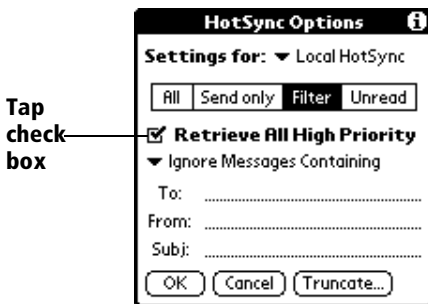 HotSync Options
Settings for: Local HotSync
All Send only Filter Unread
Tap check box
Retrieve All High Priority
Ignore Messages Containing
To:
From:
Subj:
OK Cancel Truncate...